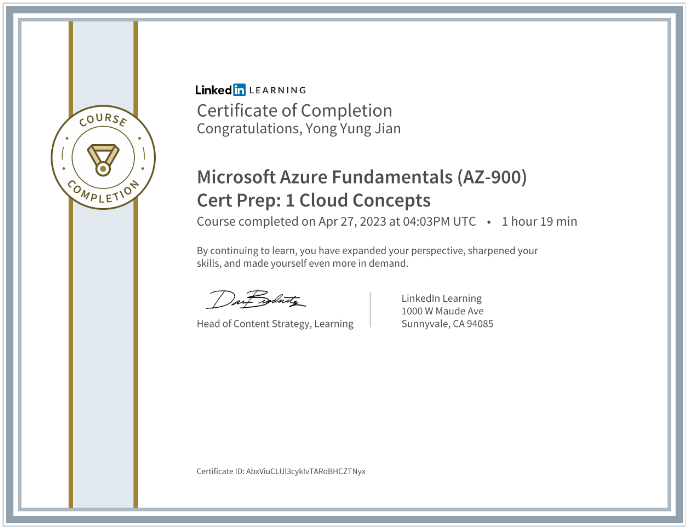 COURSE
COMPLETION
Linked in LEARNING
Certificate of Completion
Congratulations, Yong Yung Jian
Microsoft Azure Fundamentals (AZ-900)
Cert Prep: 1 Cloud Concepts
Course completed on Apr 27, 2023 at 04:03PM UTC • 1 hour 19 min
By continuing to learn, you have expanded your perspective, sharpened your
skills, and made yourself even more in demand.
Head of Content Strategy, Learning
LinkedIn Learning
1000 W Maude Ave
Sunnyvale, CA 94085
Certificate ID: